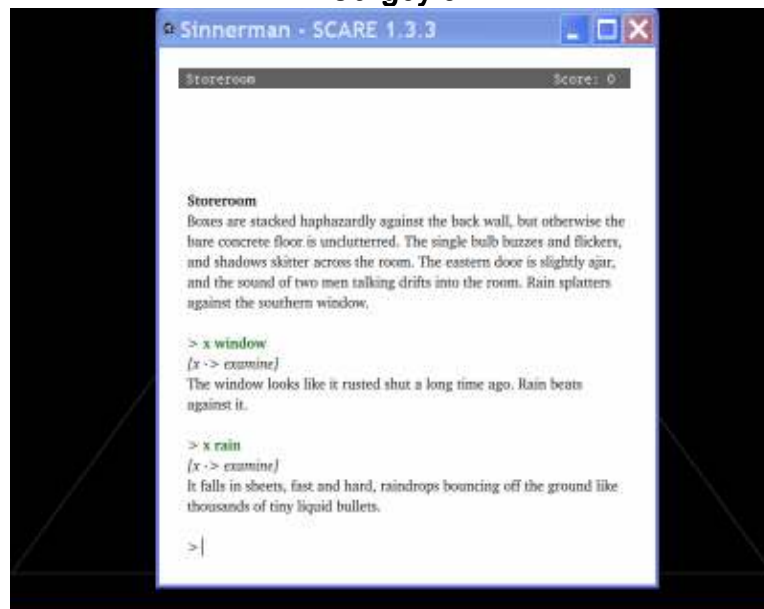 Sinnerman - SCARE 1.3.3
Storeroom Score: 0
Storeroom
Boxes are stacked haphazardly against the back wall, but otherwise the
bare concrete floor is unclutterred. The single bulb buzzes and flickers,
and shadows skitter across the room. The eastern door is slightly ajar,
and the sound of two men talking drifts into the room. Rain splatters
against the southern window.
> x window
[x -> examine]
The window looks like it rusted shut a long time ago. Rain beats
against it.
> x rain
[x -> examine]
It falls in sheets, fast and hard, raindrops bouncing off the ground like
thousands of tiny liquid bullets.
>